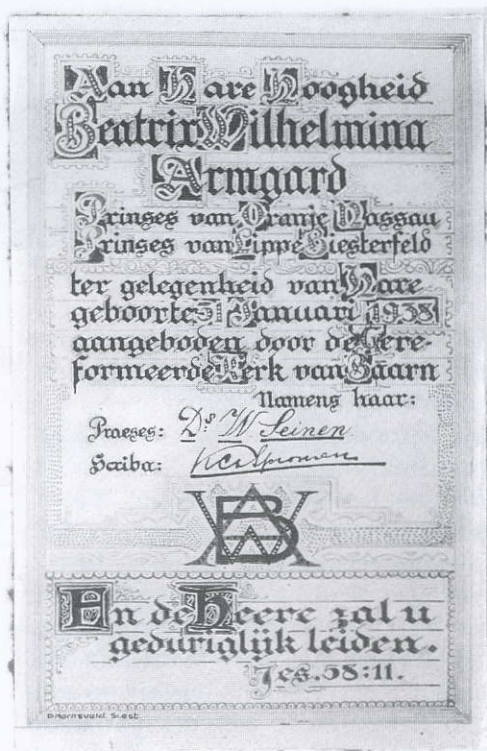 Aan Hare Hoogheid
Beatrix Wilhelmina
Armgard
Prinses van Oranje Nassau
Prinses van Lippe Biesterfeld
ter gelegenheid van Hare
geboorte 31 Januari 1938
aangeboden door de Gere-
formeerde Kerk van Baarn
Namens haar:
Praeses: Ds W Seinen
Scriba:
BWA
En de Heere zal u
geduriglijk leiden.
Jes. 58:11.